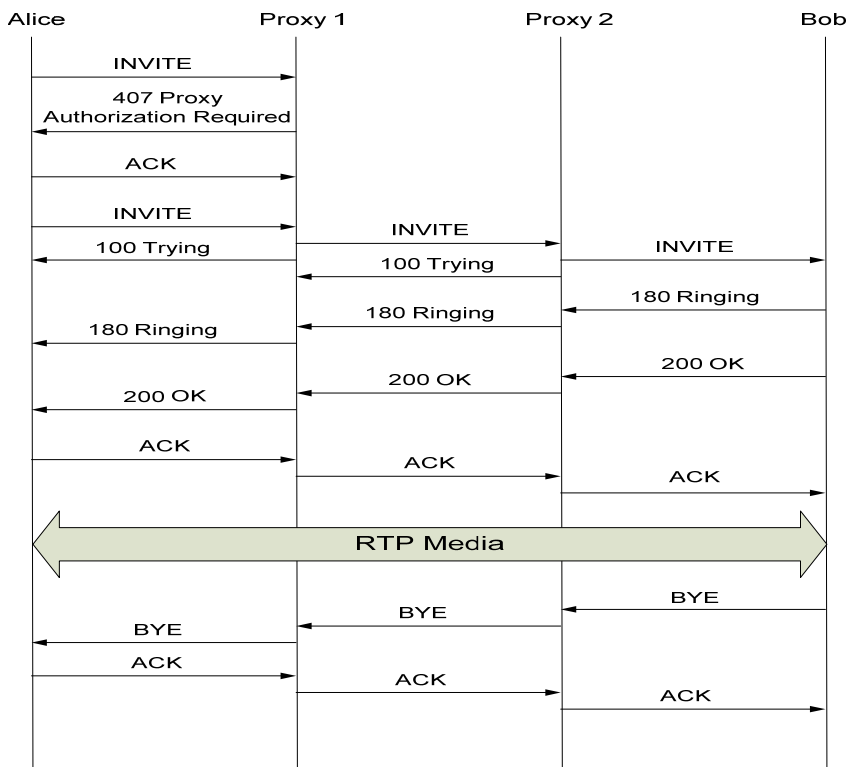 Alice
Proxy 1
Proxy 2
Bob
INVITE
407 Proxy
Authorization Required
ACK
INVITE
INVITE
100 Trying
INVITE
100 Trying
180 Ringing
180 Ringing
180 Ringing
200 OK
200 OK
200 OK
ACK
ACK
ACK
RTP Media
BYE
BYE
BYE
ACK
ACK
ACK